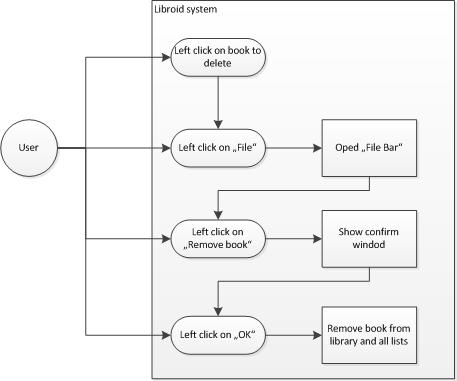 Libroid system
Left click on book to
delete
User
Left click on „File“
Oped „File Bar“
Left click on
„Remove book“
Show confirm
windod
Left click on „OK“
Remove book from
library and all lists